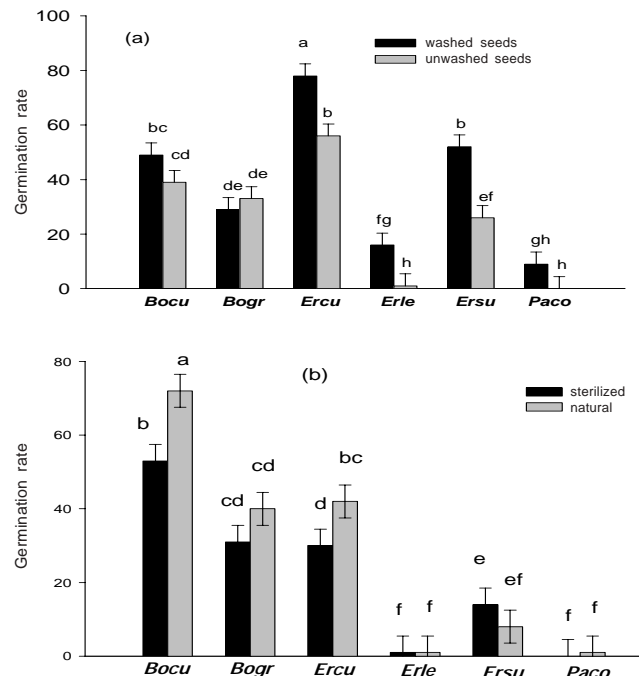 100
(a)
a
washed seeds
unwashed seeds
80
b
b
60
bc
cd
Germination rate
40
de
de
ef
fg
20
gh
h
h
0
Bocu
Bogr
Ercu
Erle
Ersu
Paco
80
a
(b)
sterilized
natural
b
60
bc
cd
cd
d
Germination rate
40
e
ef
20
f
f
f
f
0
Bocu
Bogr
Ercu
Erle
Ersu
Paco